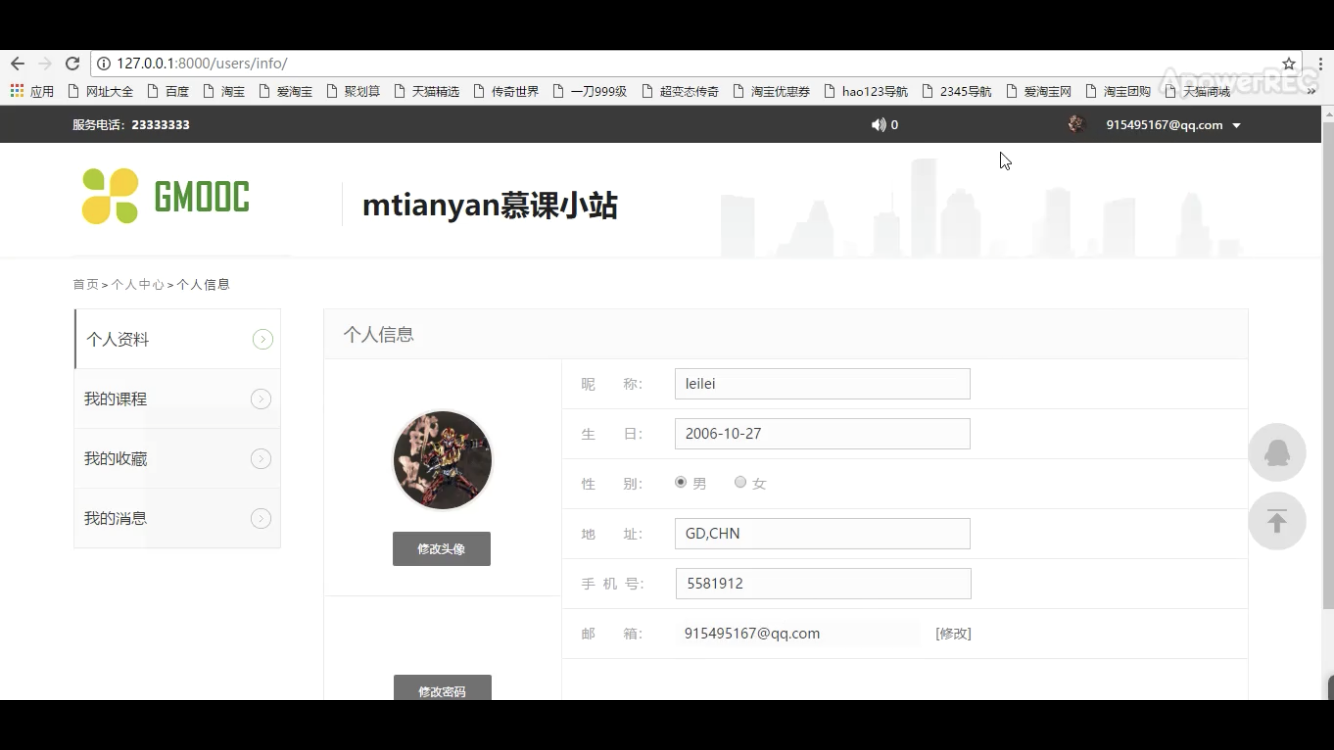 127.0.0.1:8000/users/info/
应用 网址大全 百度 淘宝 爱淘宝 聚划算 天猫精选 传奇世界 一刀999级 超变态传奇 淘宝优惠券 hao123导航 2345导航 爱淘宝网 淘宝团购 天猫商城 »
ApowerREC
服务电话：23333333 0 915495167@qq.com
GMOOC mtianyan慕课小站
首页>个人中心>个人信息
个人资料
我的课程
我的收藏
我的消息
个人信息
修改头像
修改密码
昵 称： leilei
生 日： 2006-10-27
性 别： 男 女
地 址： GD,CHN
手 机 号： 5581912
邮 箱： 915495167@qq.com [修改]